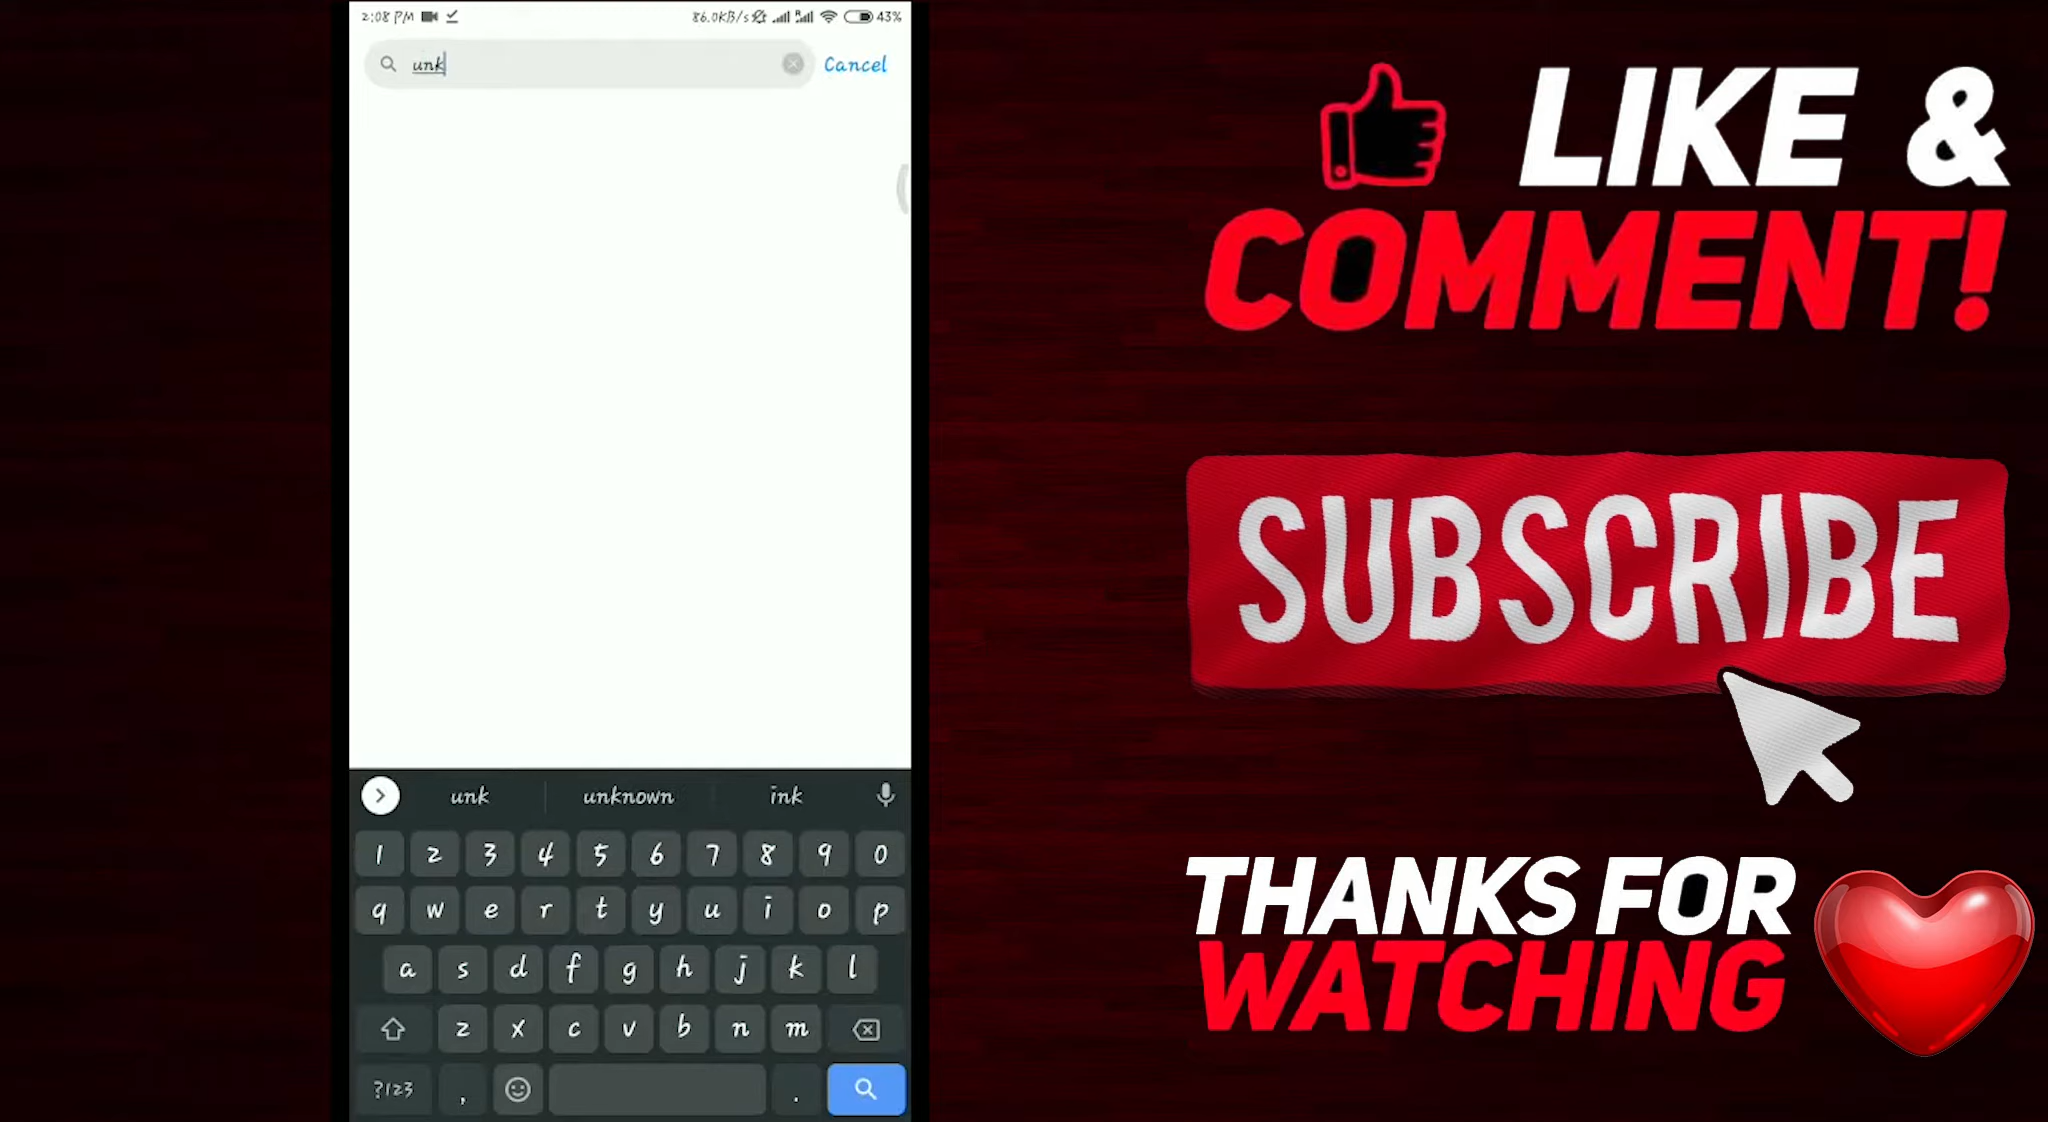 2:08 PM 86.0KB/s R 43%
unk Cancel
unk unknown ink
1 2 3 4 5 6 7 8 9 0
q w e r t y u i o p
a s d f g h j k l
z x c v b n m
?123 , .
LIKE &
COMMENT!
SUBSCRIBE
THANKS FOR
WATCHING